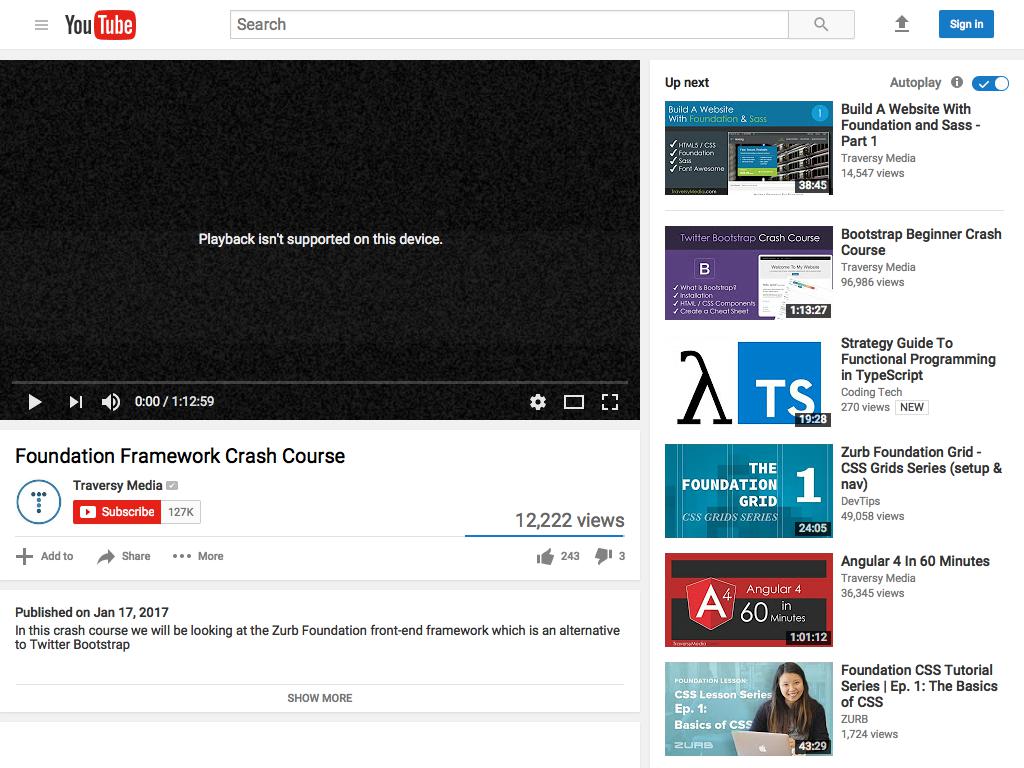 YouTube
Search
Sign in
Playback isn't supported on this device.
0:00 / 1:12:59
Foundation Framework Crash Course
Traversy Media
Subscribe 127K
12,222 views
Add to Share More 243 3
Published on Jan 17, 2017
In this crash course we will be looking at the Zurb Foundation front-end framework which is an alternative
to Twitter Bootstrap
SHOW MORE
Up next
Autoplay
Build A Website
With Foundation & Sass
1
HTML5 / CSS
Foundation
Sass
Font Awesome
TraversyMedia.com
38:45
Build A Website With
Foundation and Sass -
Part 1
Traversy Media
14,547 views
Twitter Bootstrap Crash Course
B
What is Bootstrap?
Installation
HTML / CSS Components
Create a Cheat Sheet
Welcome To My Website
1:13:27
Bootstrap Beginner Crash
Course
Traversy Media
96,986 views
λ TS
19:28
Strategy Guide To
Functional Programming
in TypeScript
Coding Tech
270 views NEW
THE
FOUNDATION
GRID
1
CSS GRIDS SERIES
24:05
Zurb Foundation Grid -
CSS Grids Series (setup &
nav)
DevTips
49,058 views
A 4
Angular 4
60 in
Minutes
TraversyMedia
1:01:12
Angular 4 In 60 Minutes
Traversy Media
36,345 views
FOUNDATION LESSON:
CSS Lesson Series
Ep. 1:
Basics of CSS
ZURB
43:29
Foundation CSS Tutorial
Series | Ep. 1: The Basics
of CSS
ZURB
1,724 views